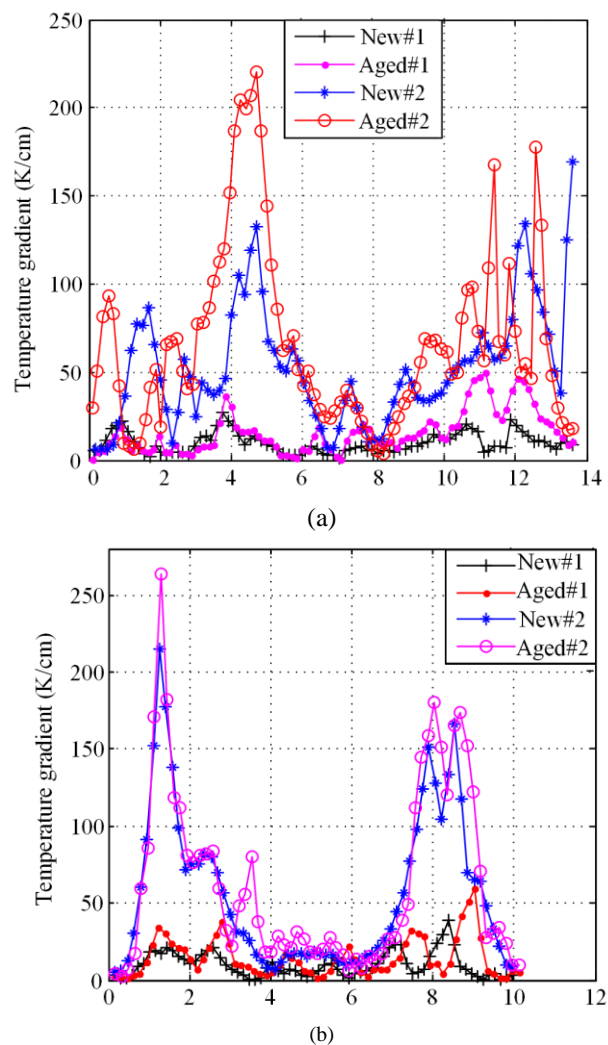 New#1
Aged#1
New#2
Aged#2
Temperature gradient (K/cm)
250
200
150
100
50
0
0 2 4 6 8 10 12 14
(a)
New#1
Aged#1
New#2
Aged#2
Temperature gradient (K/cm)
250
200
150
100
50
0
0 2 4 6 8 10 12
(b)